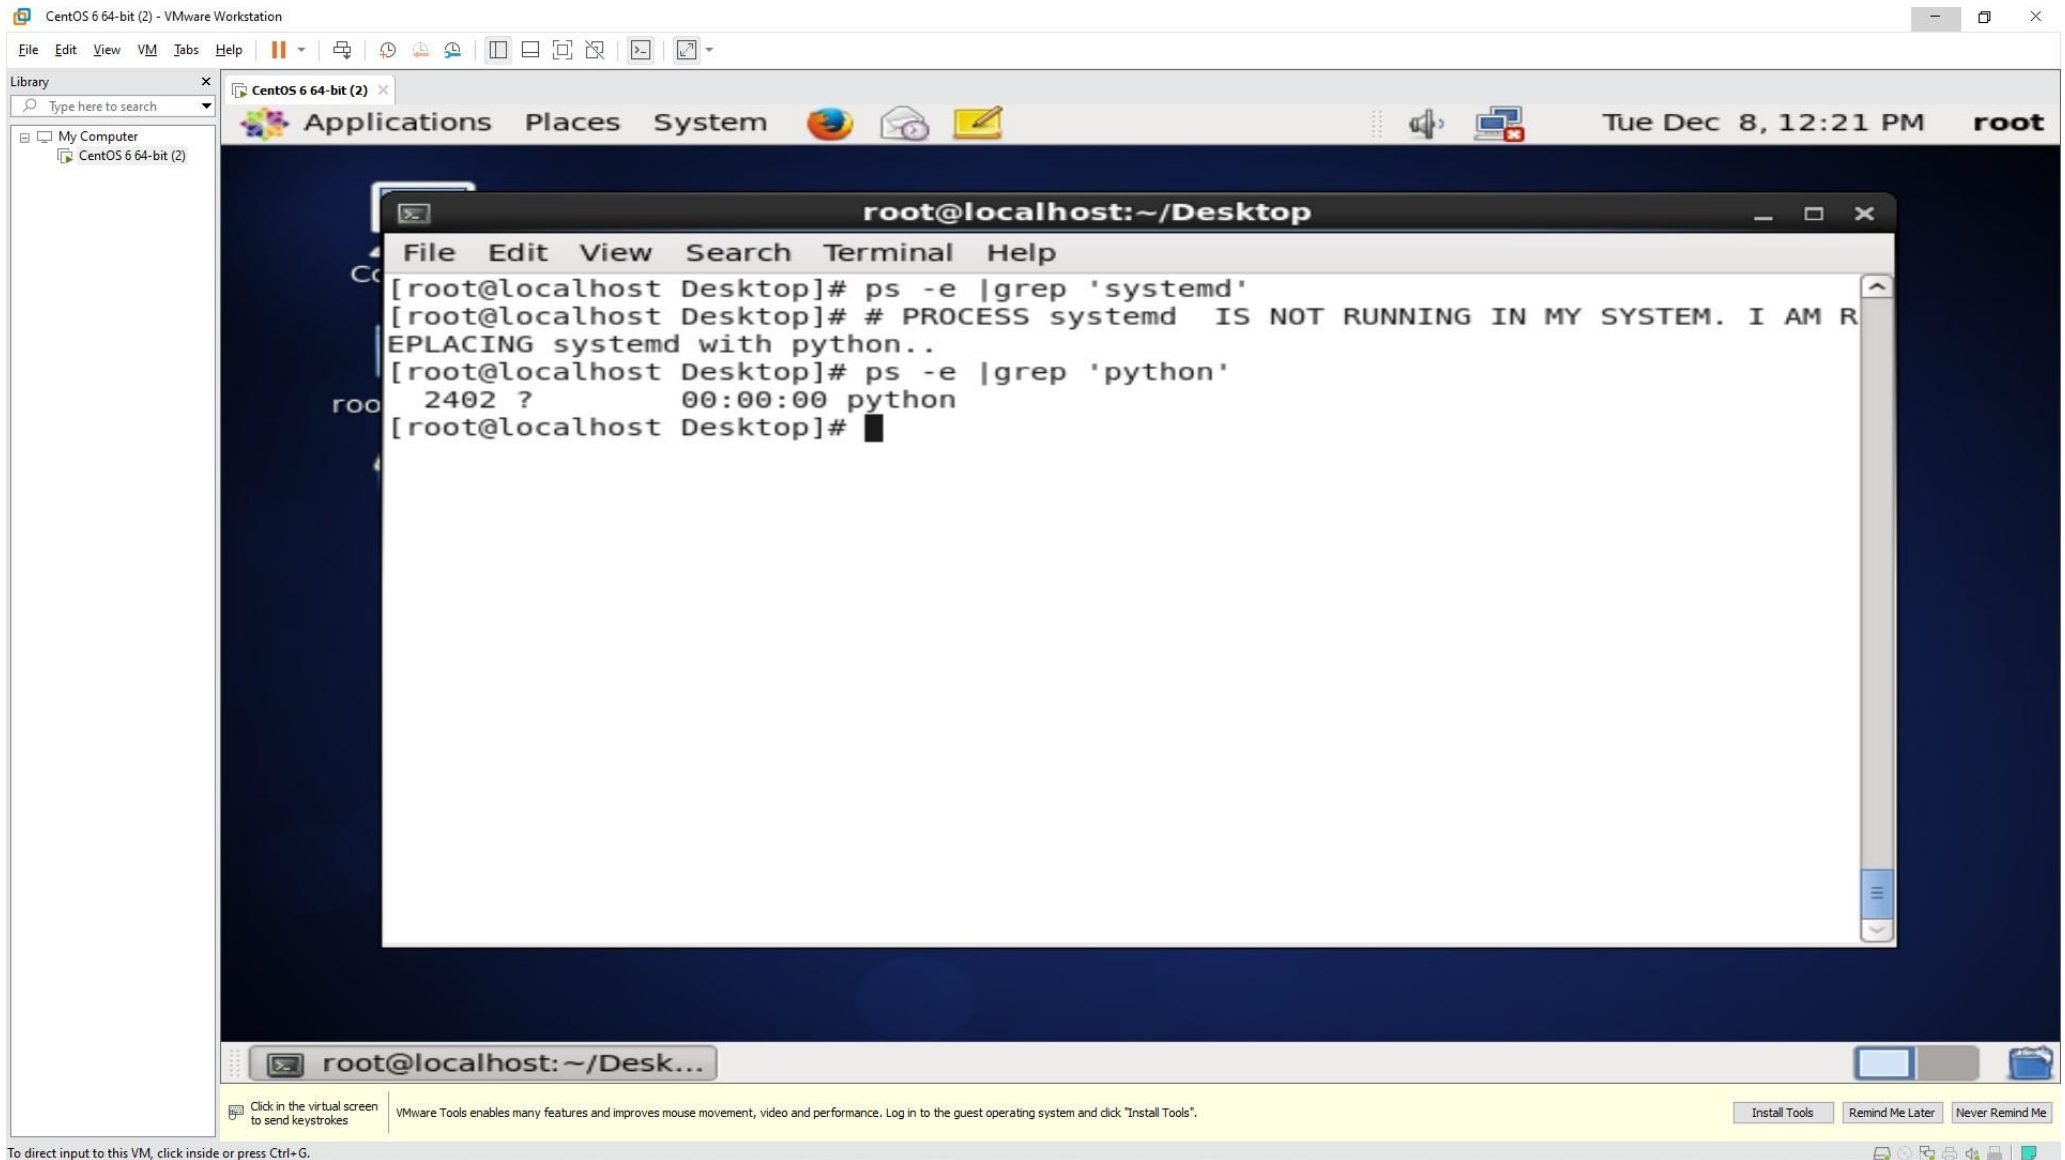 CentOS 6 64-bit (2) - VMware Workstation
File Edit View VM Tabs Help
Library
Type here to search
My Computer
CentOS 6 64-bit (2)
CentOS 6 64-bit (2)
Applications Places System Tue Dec 8, 12:21 PM root
root@localhost:~/Desktop
File Edit View Search Terminal Help
[root@localhost Desktop]# ps -e |grep 'systemd'
[root@localhost Desktop]# # PROCESS systemd  IS NOT RUNNING IN MY SYSTEM. I AM R
EPLACING systemd with python..
[root@localhost Desktop]# ps -e |grep 'python'
2402 ? 00:00:00 python
[root@localhost Desktop]#
root@localhost:~/Desk...
Click in the virtual screen
to send keystrokes
VMware Tools enables many features and improves mouse movement, video and performance. Log in to the guest operating system and click "Install Tools".
Install Tools Remind Me Later Never Remind Me
To direct input to this VM, click inside or press Ctrl+G.